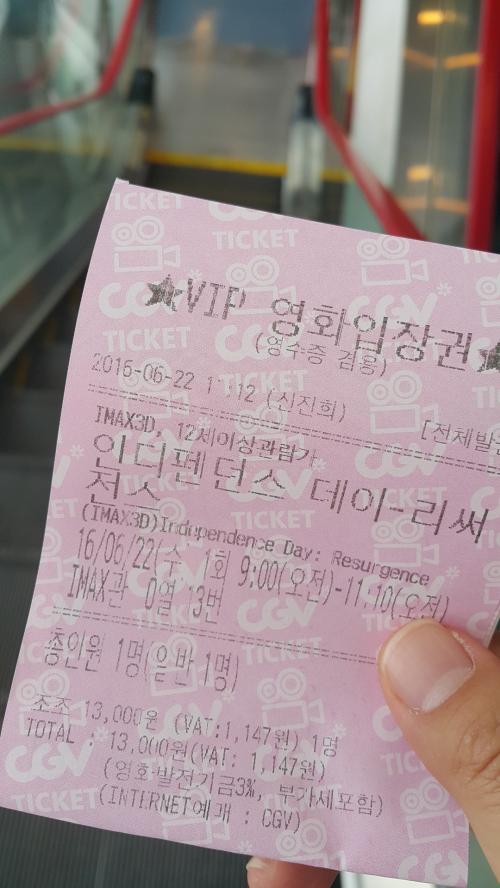 ★VIP 영화입장권★
(영수증 겸용)
2016-06-22 (신진희)
[전체발권
IMAX3D, 12세이상관람가
인디펜던스 데이-리써
전스
(IMAX3D)Independence Day: Resurgence
16/06/22(수) 1회 9:00(오전)-11:10(오전)
IMAX관 O열 13번
총인원 1명(일반 1명)
조조 13,000원 (VAT:1,147원) 1명
TOTAL : 13,000원(VAT: 1,147원)
(영화발전기금3%, 부가세포함)
(INTERNET예매 : CGV)